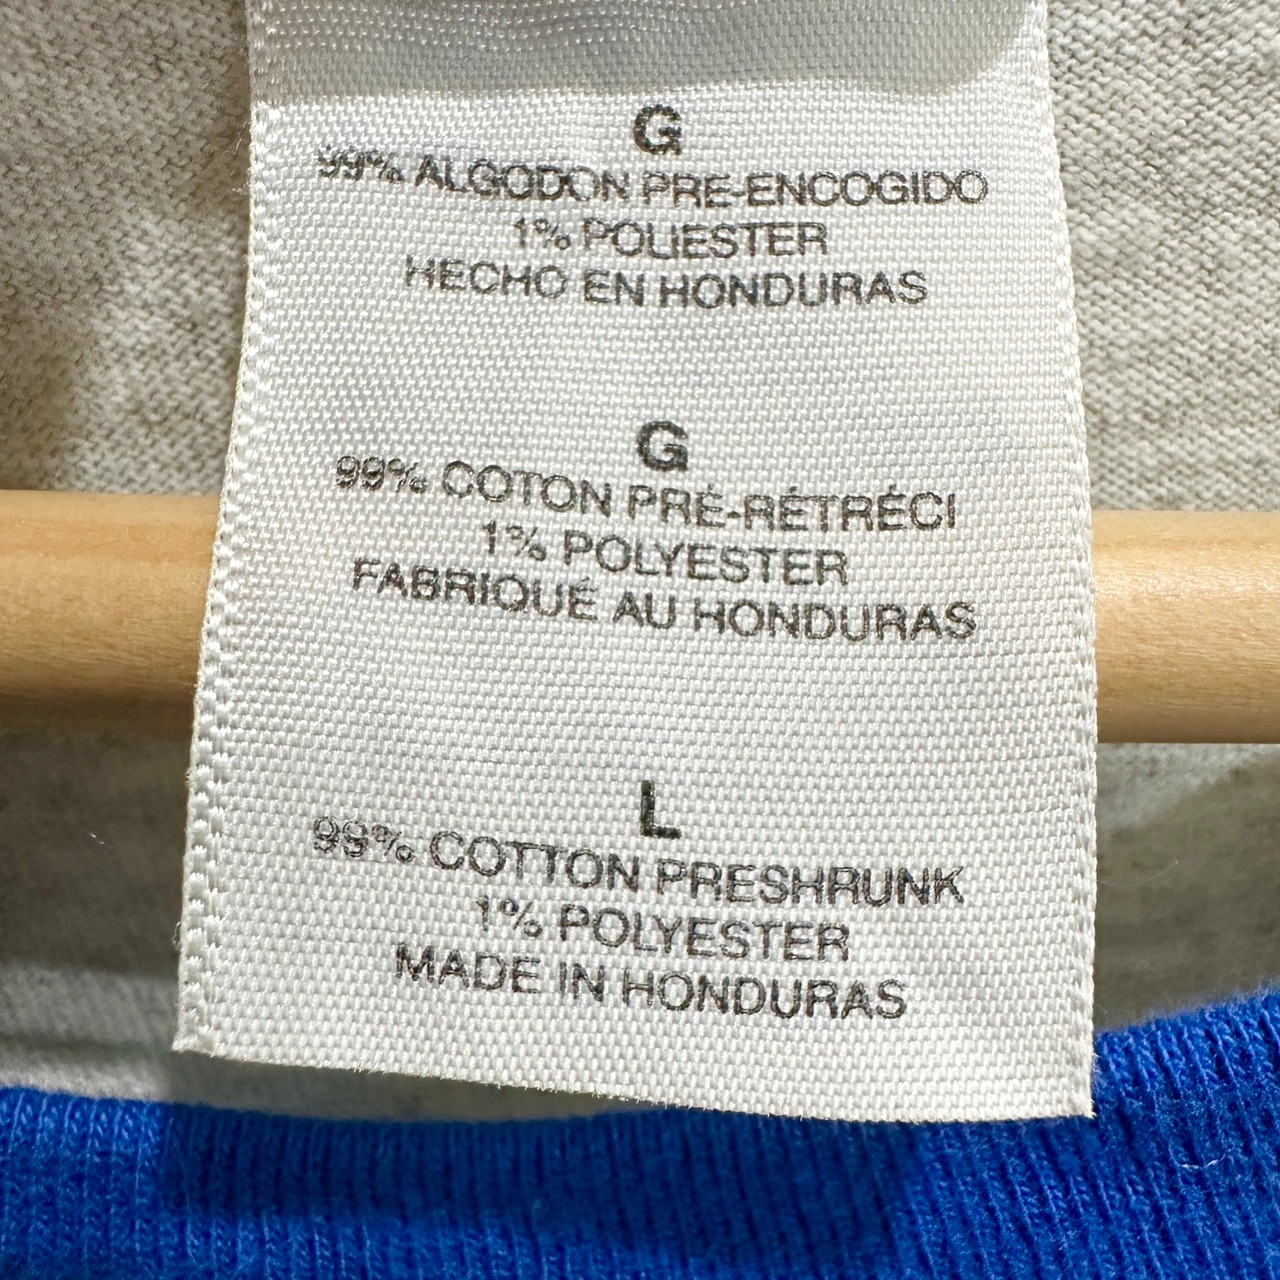 G
99% ALGODON PRE-ENCOGIDO
1% POLIESTER
HECHO EN HONDURAS
G
99% COTON PRÉ-RÉTRÉCI
1% POLYESTER
FABRIQUÉ AU HONDURAS
L
99% COTTON PRESHRUNK
1% POLYESTER
MADE IN HONDURAS